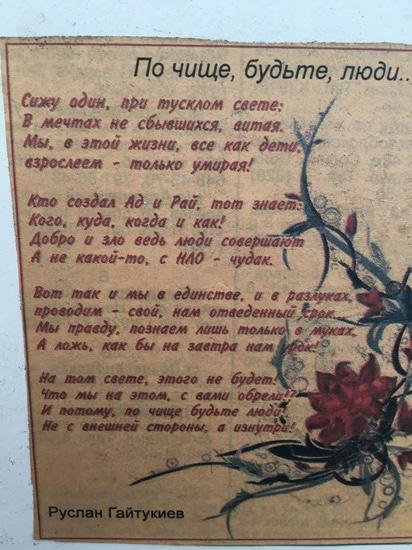 По чище, будьте, люди..
Сижу один, при тусклом свете;
В мечтах не сбывшихся, витая.
Мы, в этой жизни, все как дети,
взрослеем - только умирая!
Кто создал Ад и Рай, тот знает:
Кого, куда, когда и как!
Добро и зло ведь люди совершают
А не какой-то, с НЛО - чудак.
Вот так и мы в единстве, и в разлуках,
проводим - свой, нам отведенный срок.
Мы правду, познаем лишь только в муках,
А ложь, как бы на завтра нам урок!
На том свете, этого не будет!
Что мы на этом, с вами обрели!?
И потому, по чище будьте люди!
Не с внешней стороны, а изнутри!
Руслан Гайтукиев